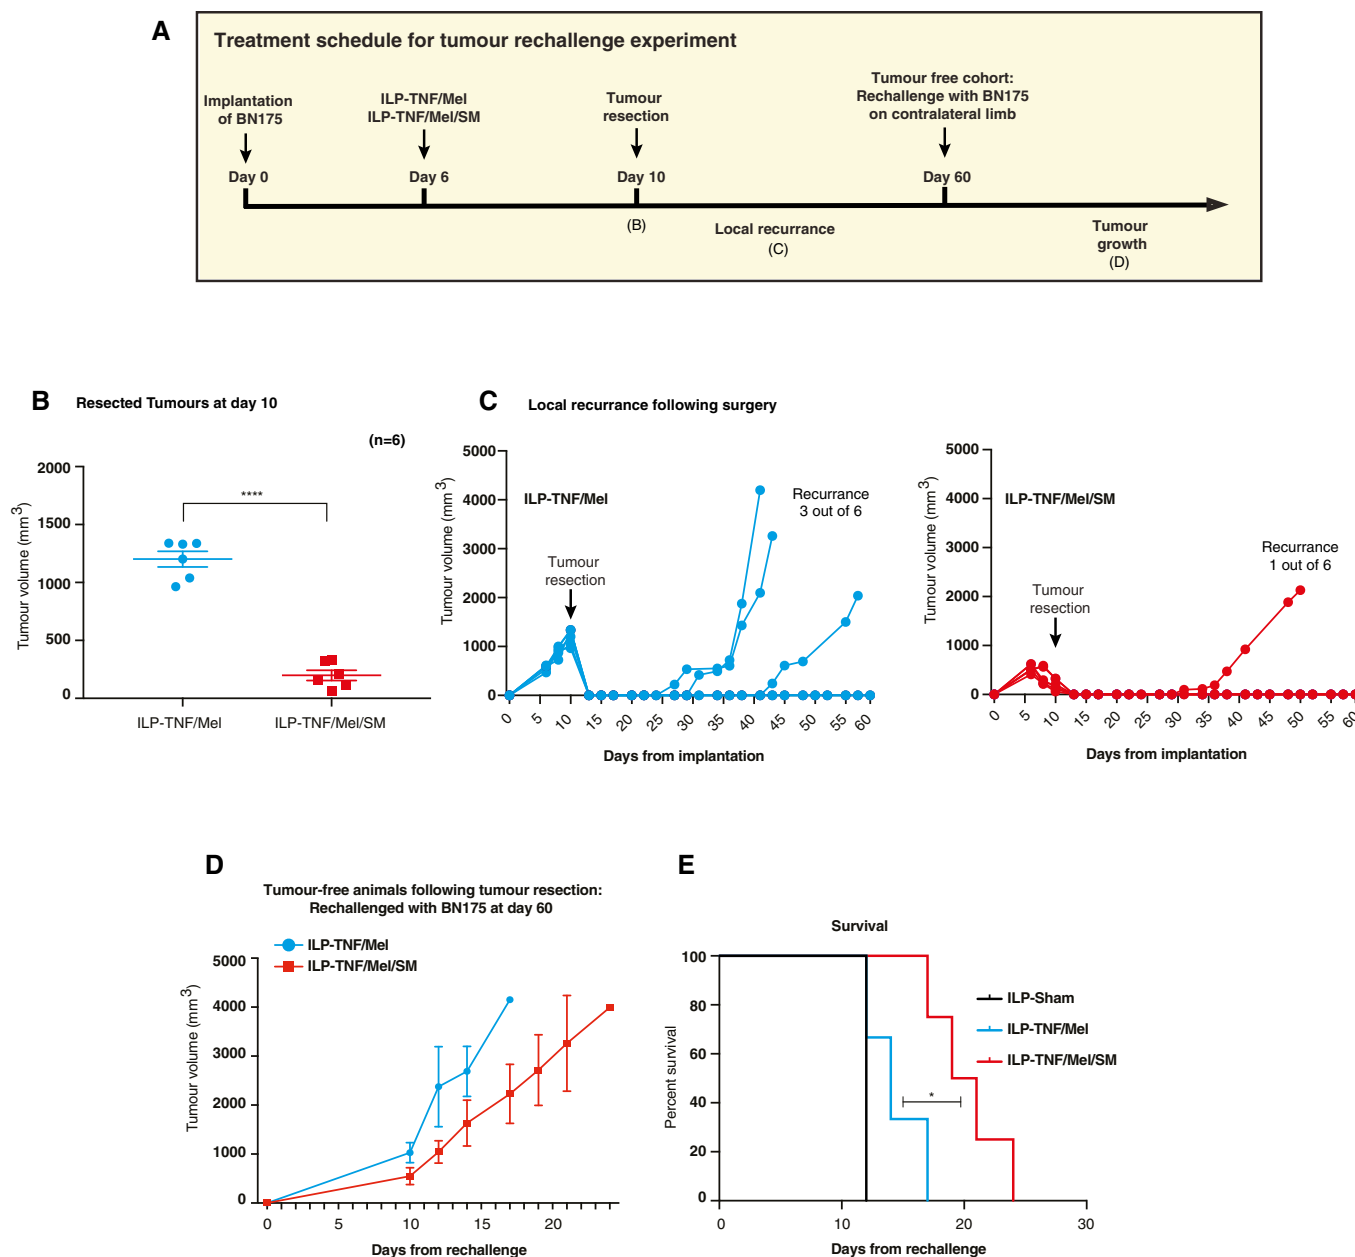 A
Treatment schedule for tumour rechallenge experiment
Implantation
of BN175
ILP-TNF/Mel
ILP-TNF/Mel/SM
Tumour
resection
Tumour free cohort:
Rechallenge with BN175
on contralateral limb
Day 0
Day 6
Day 10
Day 60
(B)
Local recurrance
(C)
Tumour
growth
(D)
B
Resected Tumours at day 10
(n=6)
Tumour volume (mm3)
2000
1500
1000
500
0
****
ILP-TNF/Mel
ILP-TNF/Mel/SM
C
Local recurrance following surgery
Tumour volume (mm3)
5000
4000
3000
2000
1000
0
ILP-TNF/Mel
Tumour
resection
Recurrance
3 out of 6
0 5 10 15 20 25 30 35 40 45 50 55 60
Days from implantation
Tumour volume (mm3)
5000
4000
3000
2000
1000
0
ILP-TNF/Mel/SM
Tumour
resection
Recurrance
1 out of 6
0 5 10 15 20 25 30 35 40 45 50 55 60
Days from implantation
D
Tumour-free animals following tumour resection:
Rechallenged with BN175 at day 60
ILP-TNF/Mel
ILP-TNF/Mel/SM
Tumour volume (mm3)
5000
4000
3000
2000
1000
0
0 5 10 15 20
Days from rechallenge
E
Survival
Percent survival
100
80
60
40
20
0
*
ILP-Sham
ILP-TNF/Mel
ILP-TNF/Mel/SM
0 10 20 30
Days from rechallenge